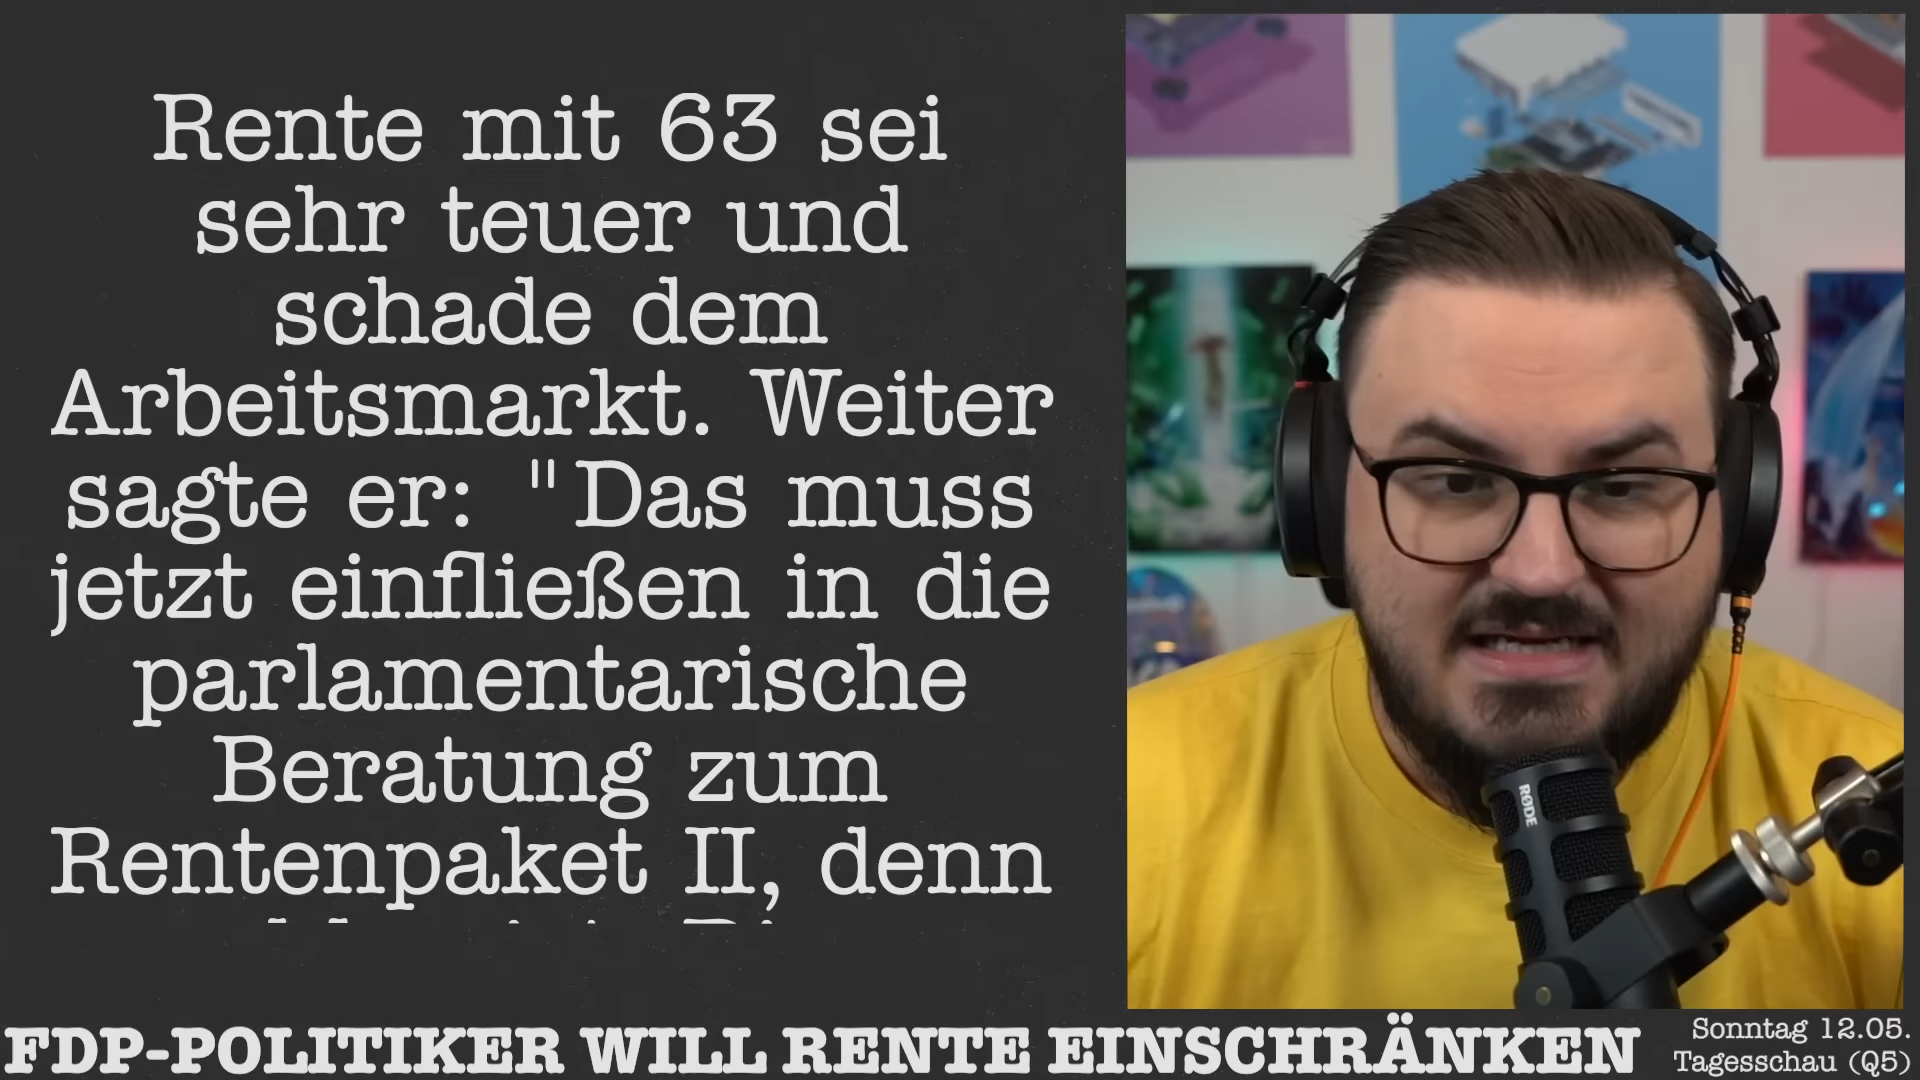 Rente mit 63 sei
sehr teuer und
schade dem
Arbeitsmarkt. Weiter
sagte er: "Das muss
jetzt einfließen in die
parlamentarische
Beratung zum
Rentenpaket II, denn
RØDE
FDP-POLITIKER WILL RENTE EINSCHRÄNKEN
Sonntag 12.05.
Tagesschau (Q5)